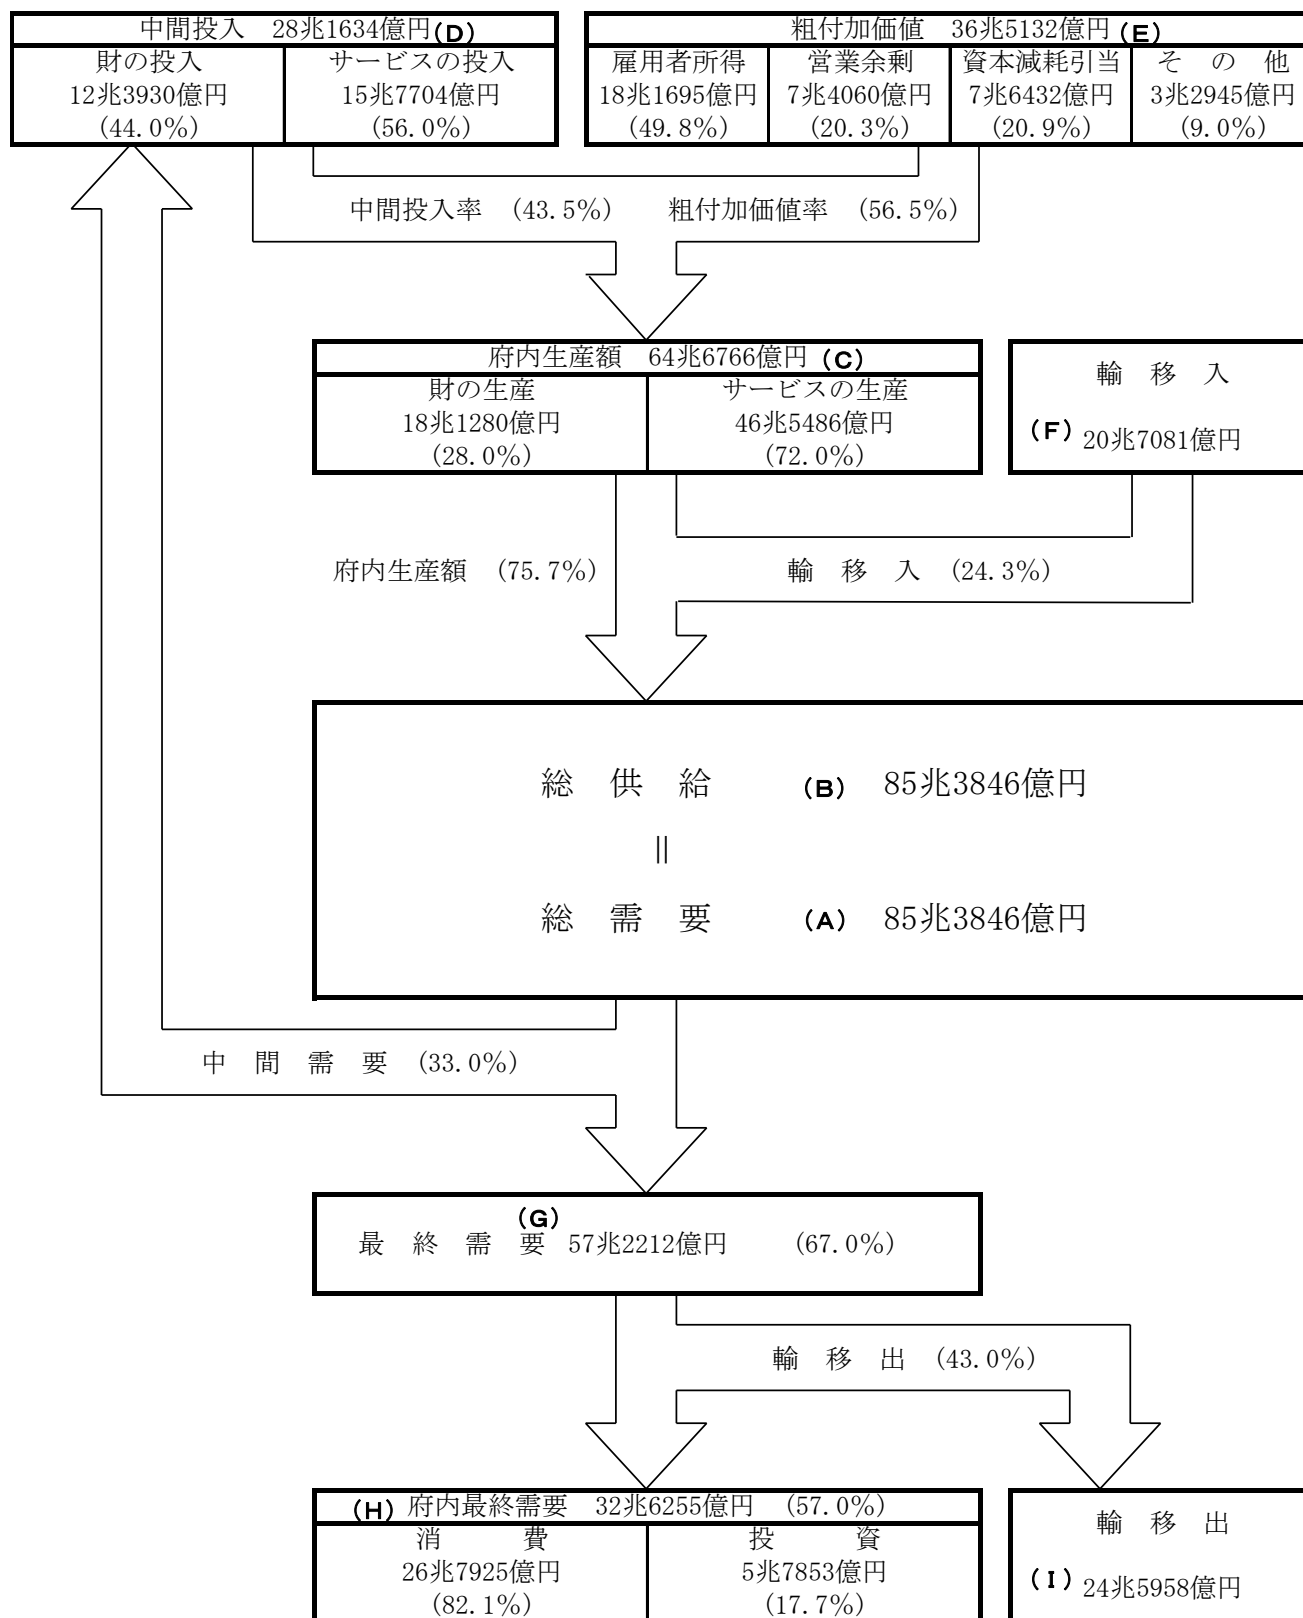 中間投入　28兆1634億円(D)
財の投入
12兆3930億円
(44.0%)
サービスの投入
15兆7704億円
(56.0%)
粗付加価値　36兆5132億円(E)
雇用者所得
18兆1695億円
(49.8%)
営業余剰
7兆4060億円
(20.3%)
資本減耗引当
7兆6432億円
(20.9%)
そ　の　他
3兆2945億円
(9.0%)
中間投入率　(43.5%)
粗付加価値率　(56.5%)
府内生産額　64兆6766億円(C)
財の生産
18兆1280億円
(28.0%)
サービスの生産
46兆5486億円
(72.0%)
輸　移　入
(F) 20兆7081億円
府内生産額　(75.7%)
輸　移　入　(24.3%)
総　供　給　(B)　85兆3846億円
||
総　需　要　(A)　85兆3846億円
中　間　需　要　(33.0%)
(G)
最　終　需　要 57兆2212億円　(67.0%)
輸　移　出　(43.0%)
(H) 府内最終需要　32兆6255億円　(57.0%)
消　　費
26兆7925億円
(82.1%)
投　　資
5兆7853億円
(17.7%)
輸　移　出
(I) 24兆5958億円